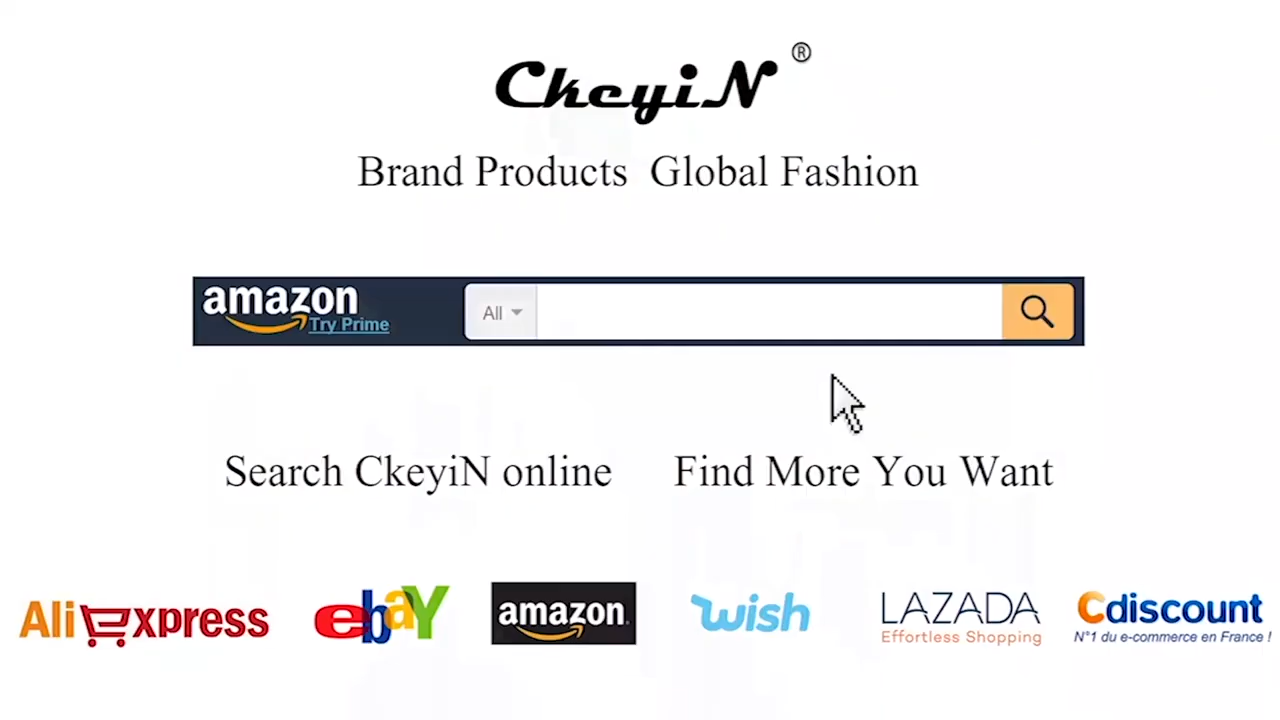 CkeyiN ®
Brand Products Global Fashion
amazon
Try Prime
All
Search CkeyiN online Find More You Want
AliExpress ebay amazon wish LAZADA Cdiscount
Effortless Shopping N°1 du e-commerce en France !